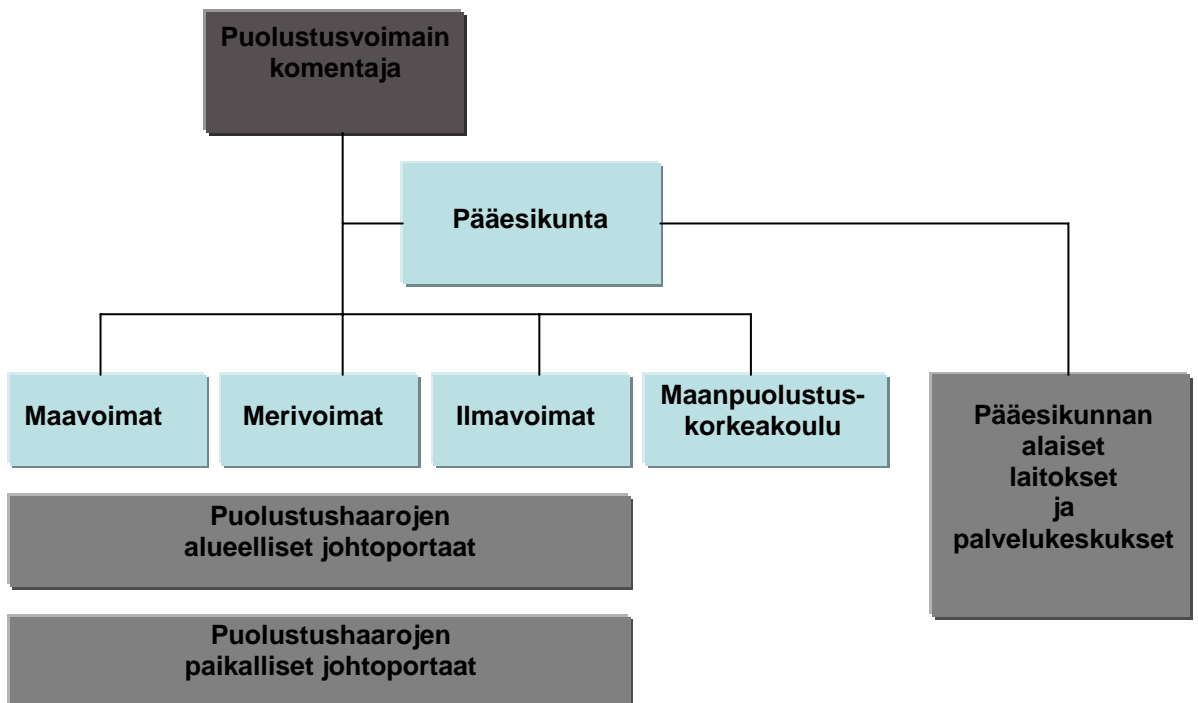 Puolustusvoimain
komentaja
Pääesikunta
Maavoimat
Merivoimat
Ilmavoimat
Maanpuolustus-
korkeakoulu
Pääesikunnan
alaiset
laitokset
ja
palvelukeskukset
Puolustushaarojen
alueelliset johtoportaat
Puolustushaarojen
paikalliset johtoportaat